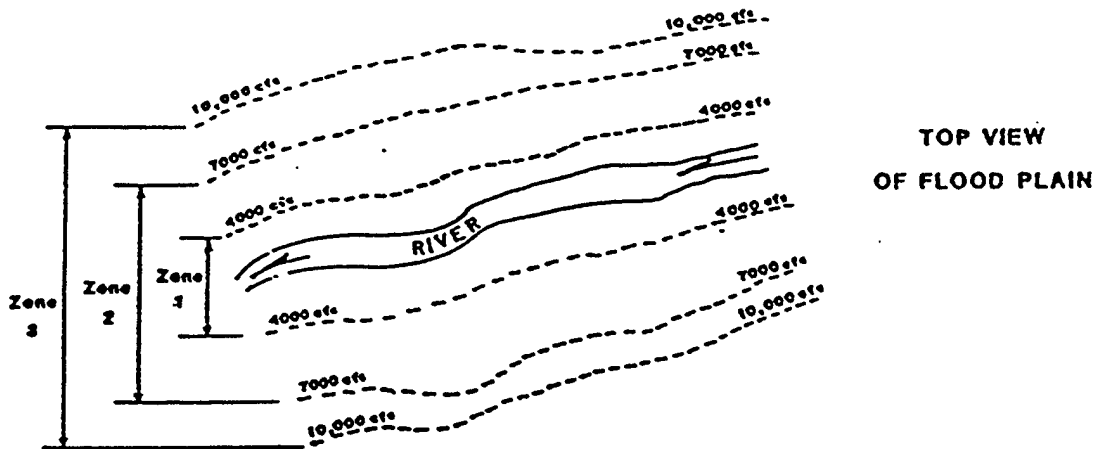 10,000 cfs
7000 cfs
10,000 cfs
4000 cfs
7000 cfs
TOP VIEW
OF FLOOD PLAIN
4000 cfs
RIVER
4000 cfs
Zone
1
Zone
2
Zone
3
7000 cfs
10,000 cfs
4000 cfs
7000 cfs
10,000 cfs